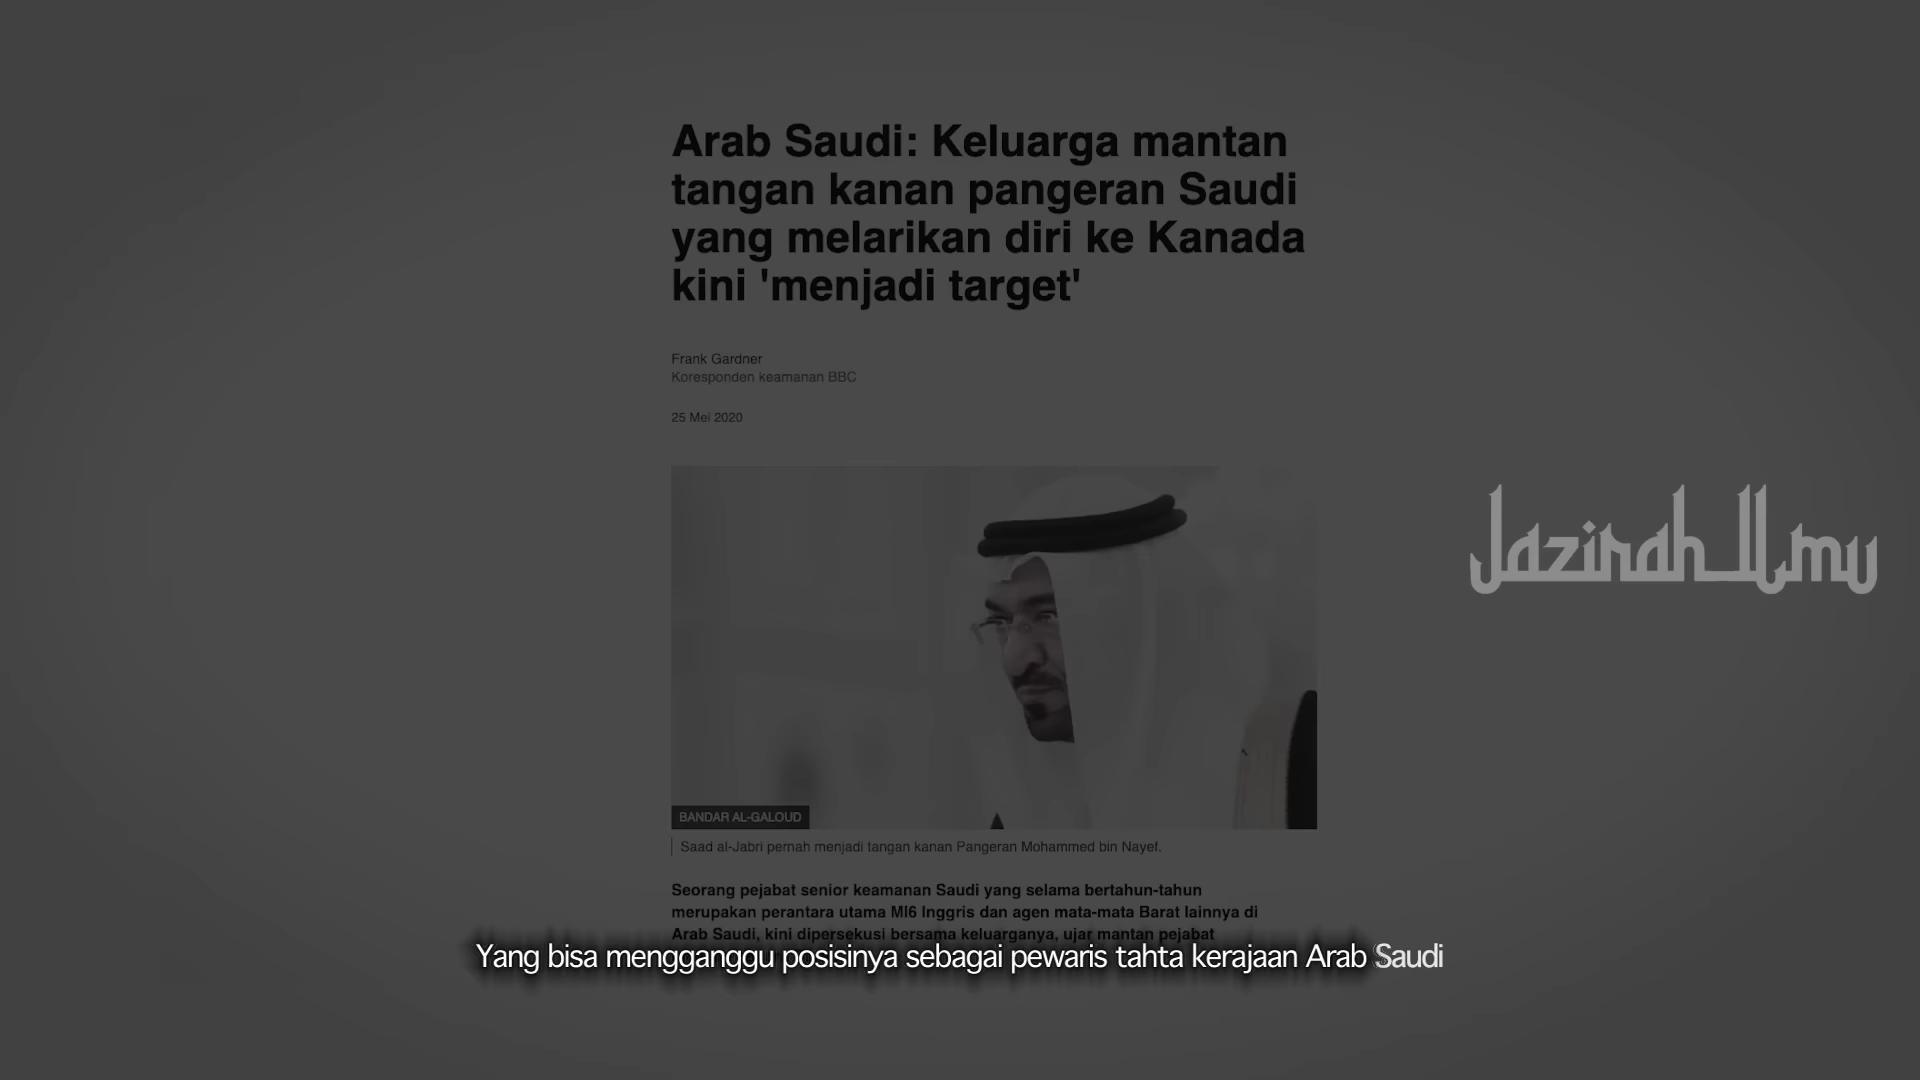 Arab Saudi: Keluarga mantan
tangan kanan pangeran Saudi
yang melarikan diri ke Kanada
kini 'menjadi target'
Frank Gardner
Koresponden keamanan BBC
25 Mei 2020
Jazirah Ilmu
BANDAR AL-GALOUD
Saad al-Jabri pernah menjadi tangan kanan Pangeran Mohammed bin Nayef.
Seorang pejabat senior keamanan Saudi yang selama bertahun-tahun
merupakan perantara utama MI6 Inggris dan agen mata-mata Barat lainnya di
Arab Saudi, kini dipersekusi bersama keluarganya, ujar mantan pejabat
Yang bisa mengganggu posisinya sebagai pewaris tahta kerajaan Arab Saudi